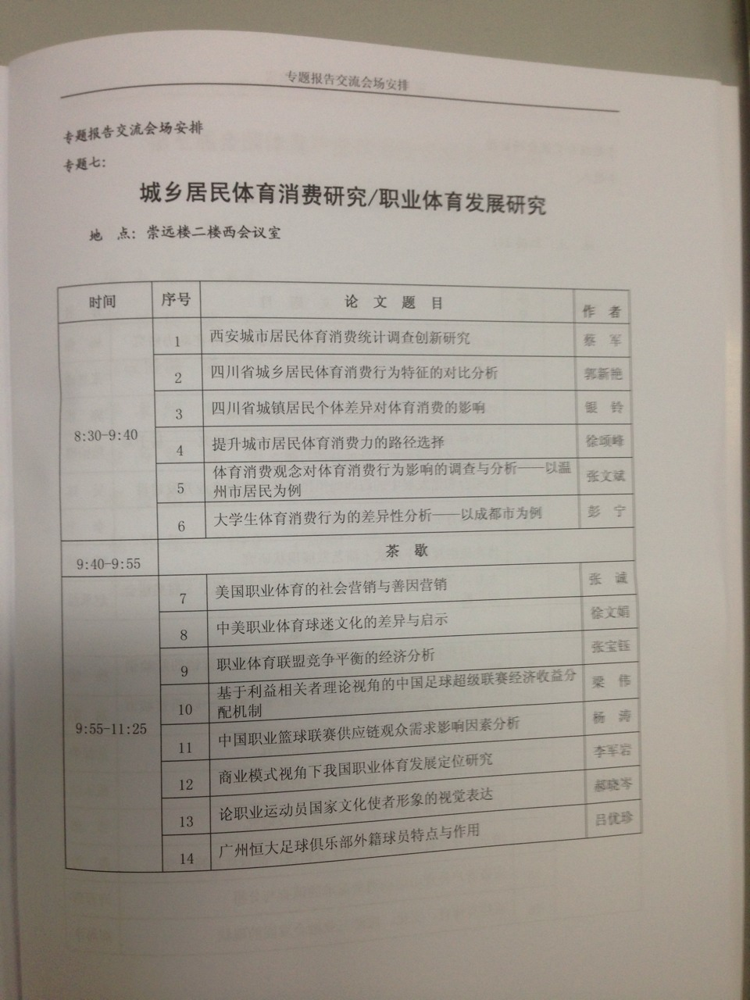 专题报告交流会场安排
专题报告交流会场安排
专题七：
城乡居民体育消费研究/职业体育发展研究
地 点：崇远楼二楼西会议室
时间 序号 论 文 题 目 作 者
8:30-9:40
1 西安城市居民体育消费统计调查创新研究 蔡 军
2 四川省城乡居民体育消费行为特征的对比分析 郭新艳
3 四川省城镇居民个体差异对体育消费的影响 银 铃
4 提升城市居民体育消费力的路径选择 徐颂峰
5 体育消费观念对体育消费行为影响的调查与分析——以温
州市居民为例 张文斌
6 大学生体育消费行为的差异性分析——以成都市为例 彭 宁
9:40-9:55 茶 歇
9:55-11:25
7 美国职业体育的社会营销与善因营销 张 诚
8 中美职业体育球迷文化的差异与启示 徐文娟
9 职业体育联盟竞争平衡的经济分析 张宝钰
10 基于利益相关者理论视角的中国足球超级联赛经济收益分
配机制 梁 伟
11 中国职业篮球联赛供应链观众需求影响因素分析 杨 涛
12 商业模式视角下我国职业体育发展定位研究 李军岩
13 论职业运动员国家文化使者形象的视觉表达 郝晓岑
14 广州恒大足球俱乐部外籍球员特点与作用 吕优珍